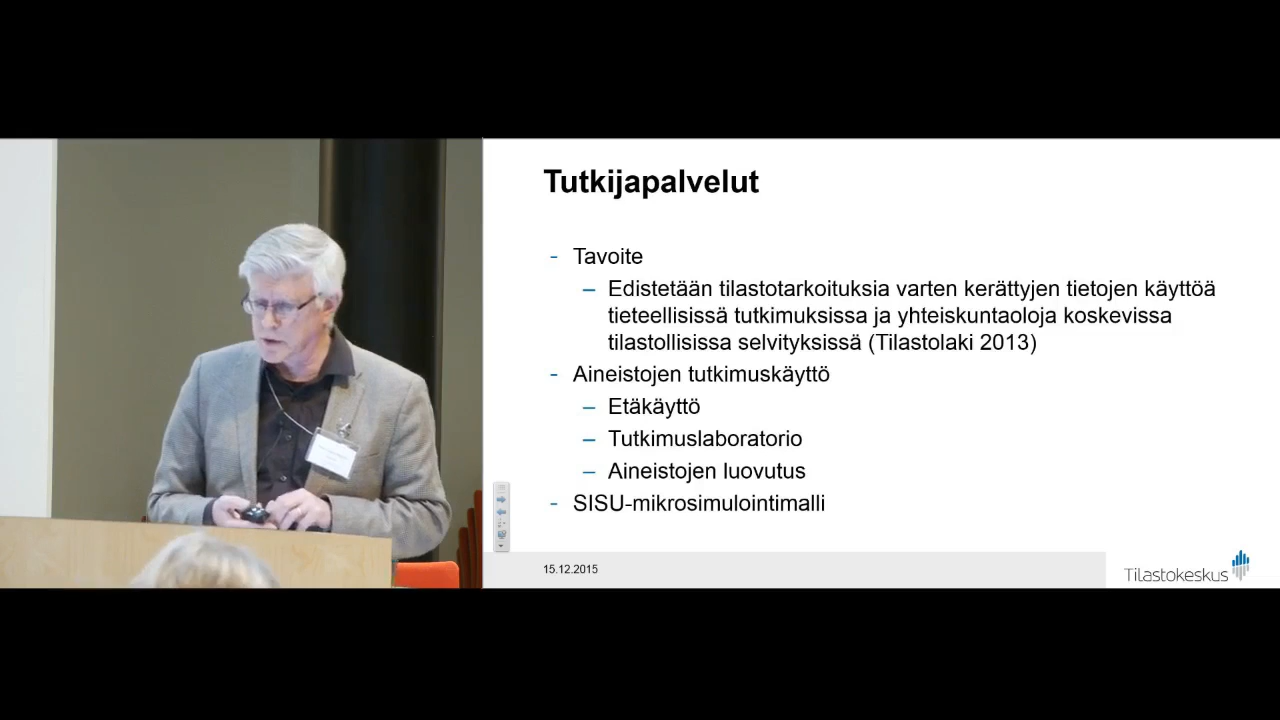 Tutkijapalvelut
- Tavoite
– Edistetään tilastotarkoituksia varten kerättyjen tietojen käyttöä
tieteellisissä tutkimuksissa ja yhteiskuntaoloja koskevissa
tilastollisissa selvityksissä (Tilastolaki 2013)
- Aineistojen tutkimuskäyttö
– Etäkäyttö
– Tutkimuslaboratorio
– Aineistojen luovutus
- SISU-mikrosimulointimalli
15.12.2015
Tilastokeskus